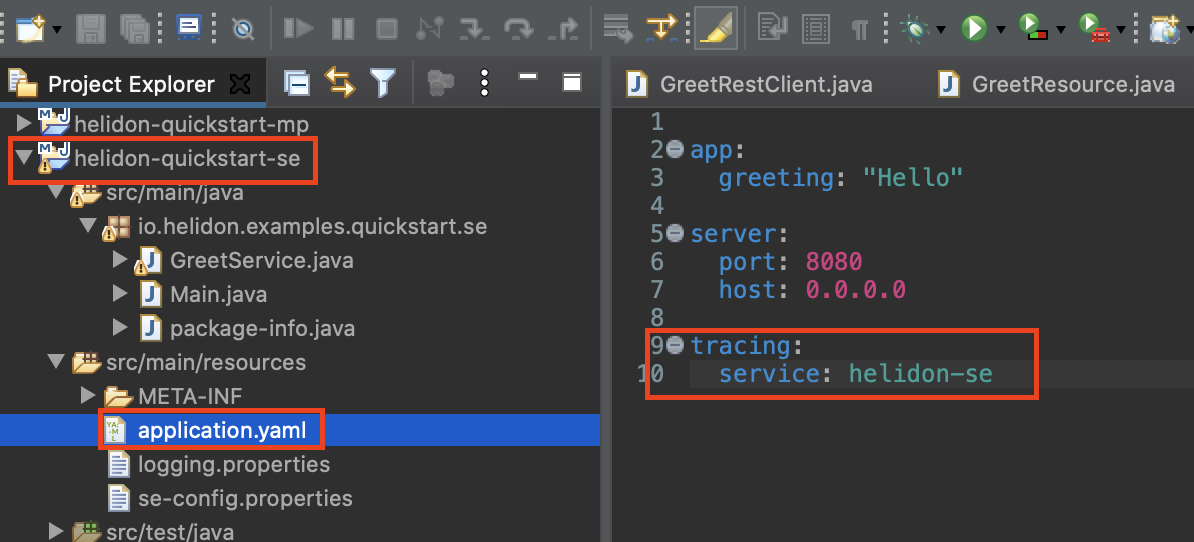 Project Explorer
helidon-quickstart-mp
helidon-quickstart-se
src/main/java
io.helidon.examples.quickstart.se
GreetService.java
Main.java
package-info.java
src/main/resources
META-INF
application.yaml
logging.properties
se-config.properties
src/test/java
GreetRestClient.java
GreetResource.java
1
2 app:
3 greeting: "Hello"
4
5 server:
6 port: 8080
7 host: 0.0.0.0
8
9 tracing:
10 service: helidon-se